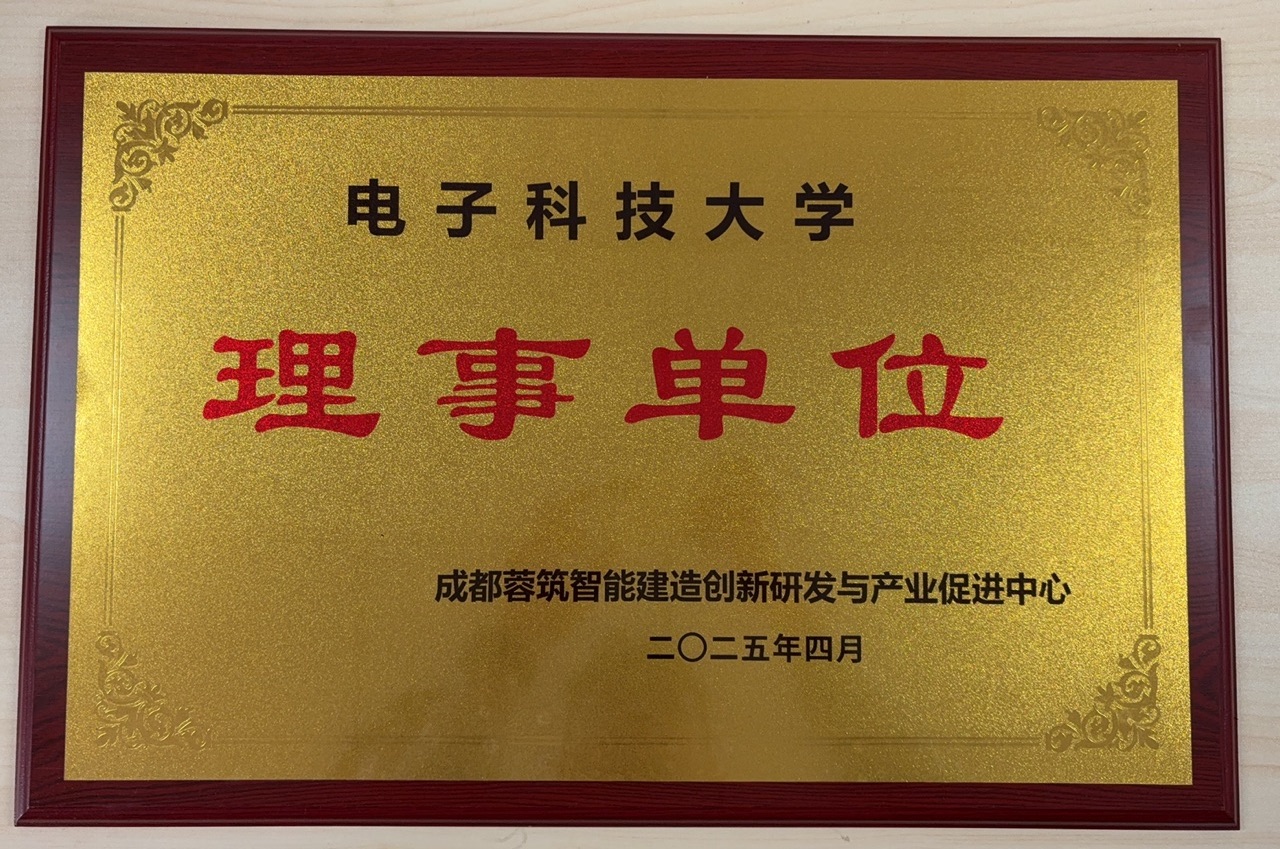 电子科技大学
理事单位
成都蓉筑智能建造创新研发与产业促进中心
二〇二五年四月